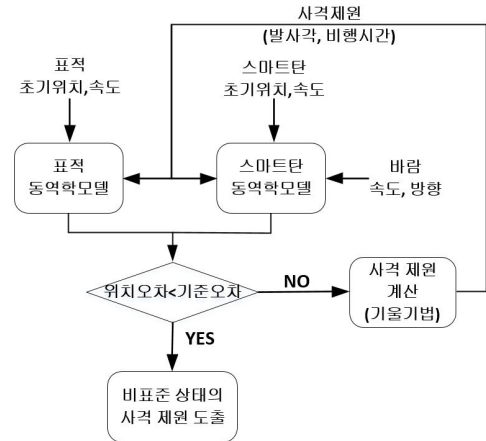 사격제원
(발사각, 비행시간)
표적
초기위치,속도
스마트탄
초기위치,속도
표적
동역학모델
스마트탄
동역학모델
바람
속도, 방향
위치오차<기준오차
NO
사격 제원
계산
(기울기법)
YES
비표준 상태의
사격 제원 도출